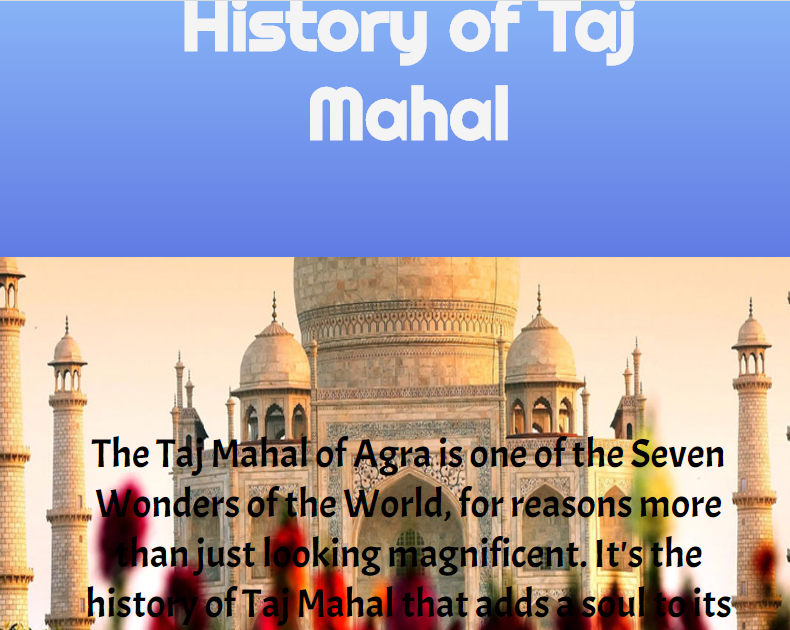 History of Taj
Mahal
The Taj Mahal of Agra is one of the Seven
Wonders of the World, for reasons more
than just looking magnificent. It's the
history of Taj Mahal that adds a soul to its